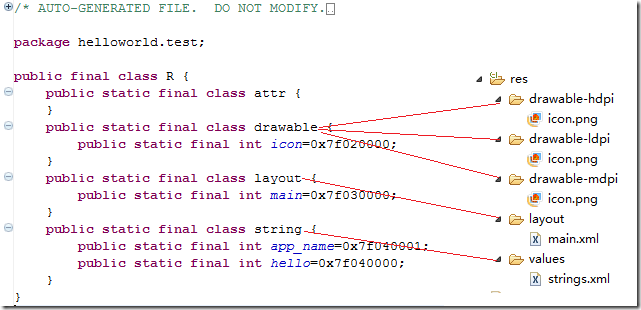 /* AUTO-GENERATED FILE.  DO NOT MODIFY.
package helloworld.test;
public final class R {
    public static final class attr {
    }
    public static final class drawable {
        public static final int icon=0x7f020000;
    }
    public static final class layout {
        public static final int main=0x7f030000;
    }
    public static final class string {
        public static final int app_name=0x7f040001;
        public static final int hello=0x7f040000;
    }
}
res
drawable-hdpi
icon.png
drawable-ldpi
icon.png
drawable-mdpi
icon.png
layout
main.xml
values
strings.xml